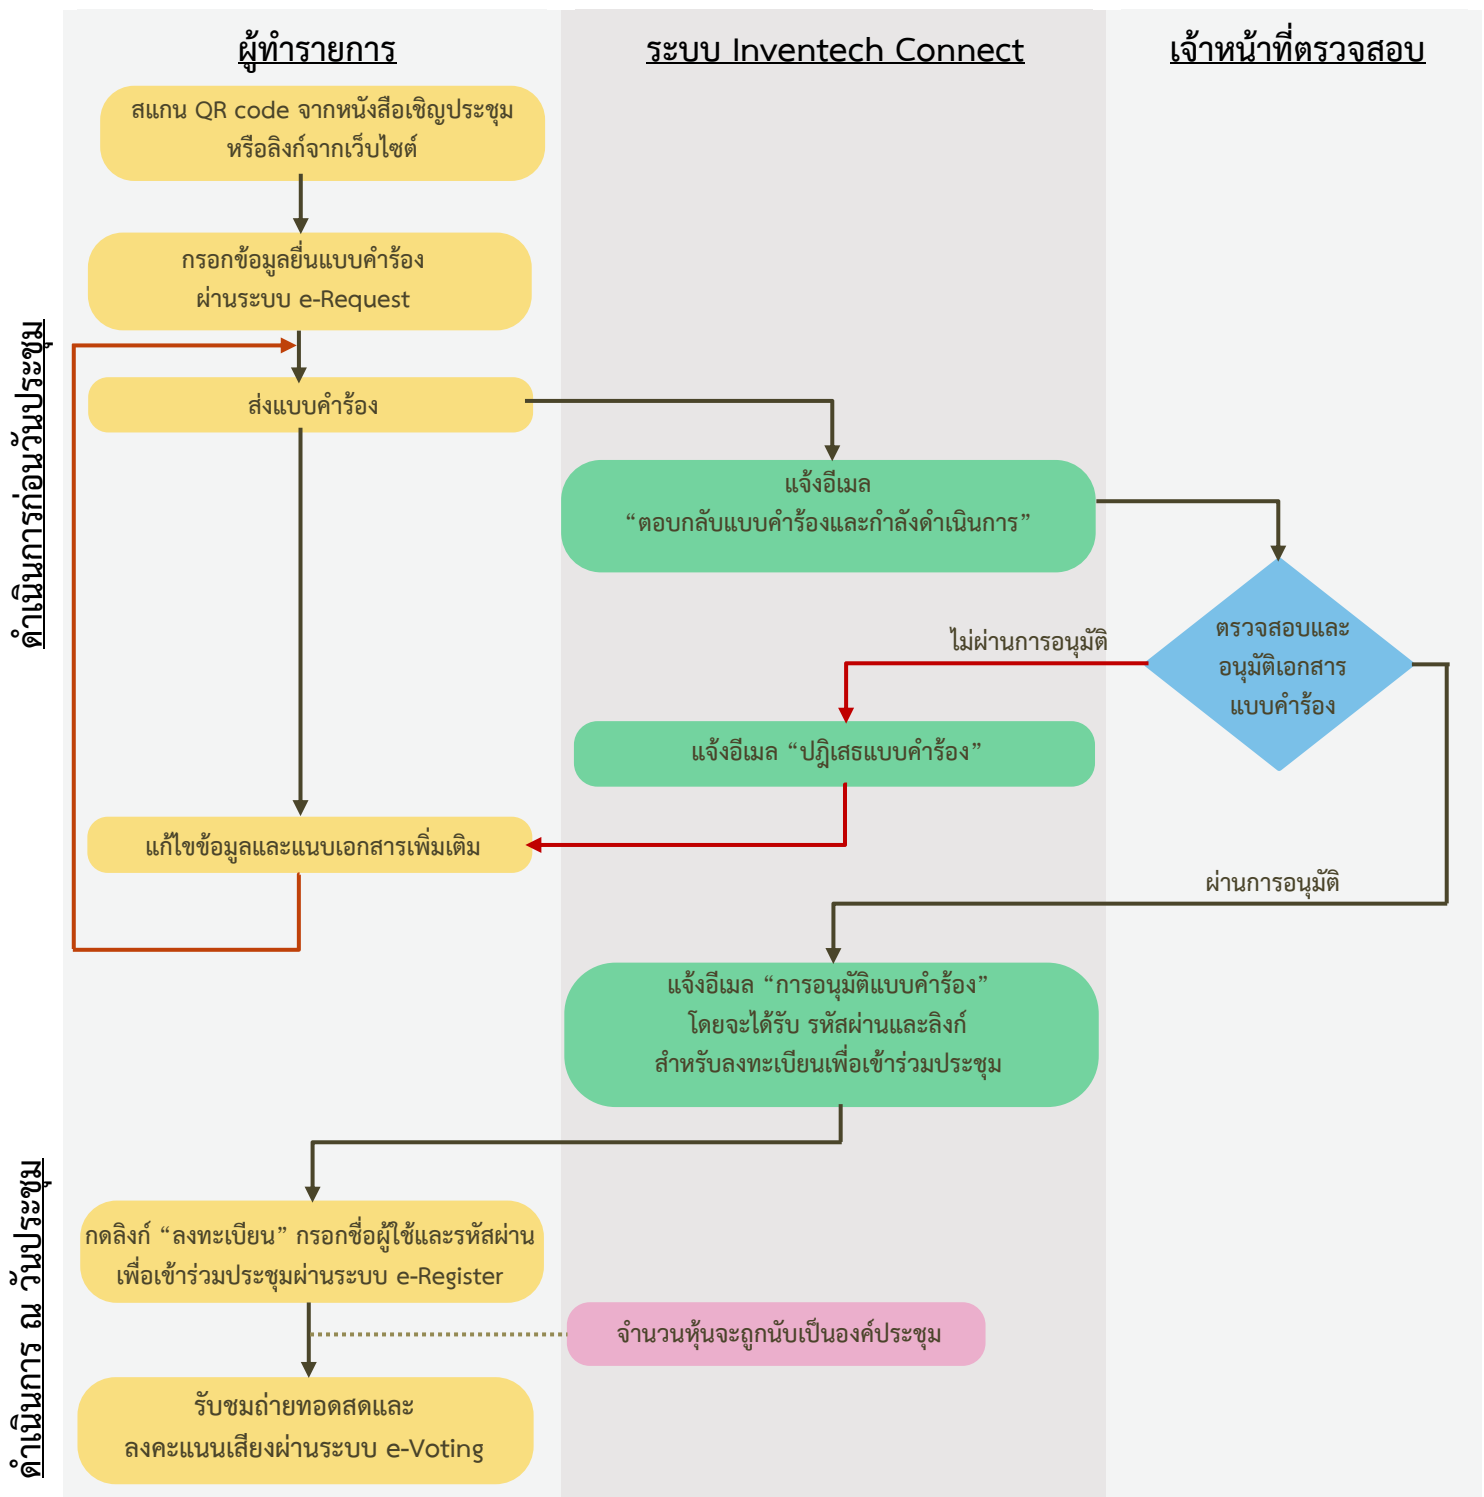 ผู้ทำรายการ
ระบบ Inventech Connect
เจ้าหน้าที่ตรวจสอบ
ดำเนินการก่อนวันประชุม
สแกน QR code จากหนังสือเชิญประชุม
หรือลิงก์จากเว็บไซต์
กรอกข้อมูลยื่นแบบคำร้อง
ผ่านระบบ e-Request
ส่งแบบคำร้อง
แจ้งอีเมล
“ตอบกลับแบบคำร้องและกำลังดำเนินการ”
ตรวจสอบและ
อนุมัติเอกสาร
แบบคำร้อง
ไม่ผ่านการอนุมัติ
แจ้งอีเมล “ปฎิเสธแบบคำร้อง”
แก้ไขข้อมูลและแนบเอกสารเพิ่มเติม
ผ่านการอนุมัติ
แจ้งอีเมล “การอนุมัติแบบคำร้อง”
โดยจะได้รับ รหัสผ่านและลิงก์
สำหรับลงทะเบียนเพื่อเข้าร่วมประชุม
ดำเนินการ ณ วันประชุม
กดลิงก์ “ลงทะเบียน” กรอกชื่อผู้ใช้และรหัสผ่าน
เพื่อเข้าร่วมประชุมผ่านระบบ e-Register
จำนวนหุ้นจะถูกนับเป็นองค์ประชุม
รับชมถ่ายทอดสดและ
ลงคะแนนเสียงผ่านระบบ e-Voting